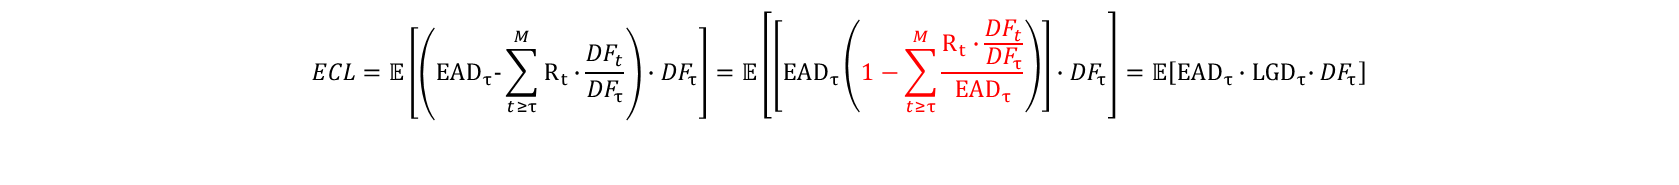 ECL = 𝔼[(EAD_τ-∑_{t≥τ}^{M} R_t · DF_t/DF_τ) · DF_τ] = 𝔼[[EAD_τ(1 − ∑_{t≥τ}^{M} (R_t · DF_t/DF_τ)/EAD_τ)] · DF_τ] = 𝔼[EAD_τ · LGD_τ · DF_τ]